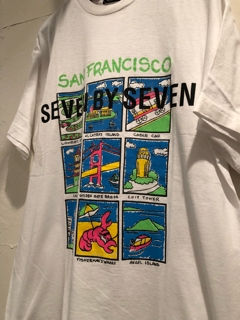 SAN FRANCISCO
SEVEN BY SEVEN
ALCATRAZ ISLAND
CABLE CAR
GOLDEN GATE BRIDGE
COIT TOWER
FISHERMAN'S WHARF
ANGEL ISLAND